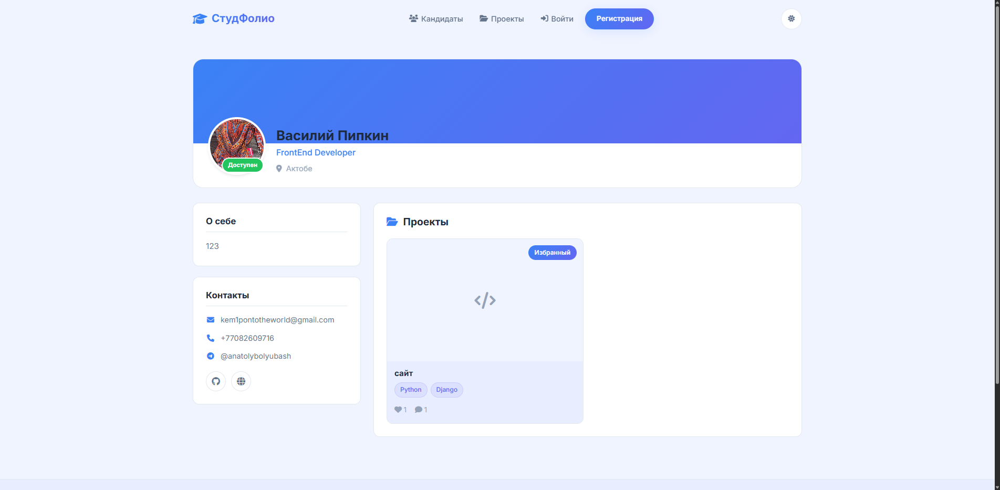 СтудФолио
Кандидаты
Проекты
Войти
Регистрация
Василий Пипкин
FrontEnd Developer
Доступен
Актобе
О себе
123
Контакты
kem1pontotheworld@gmail.com
+77082609716
@anatolybolyubash
Проекты
Избранный
сайт
Python Django
1 1